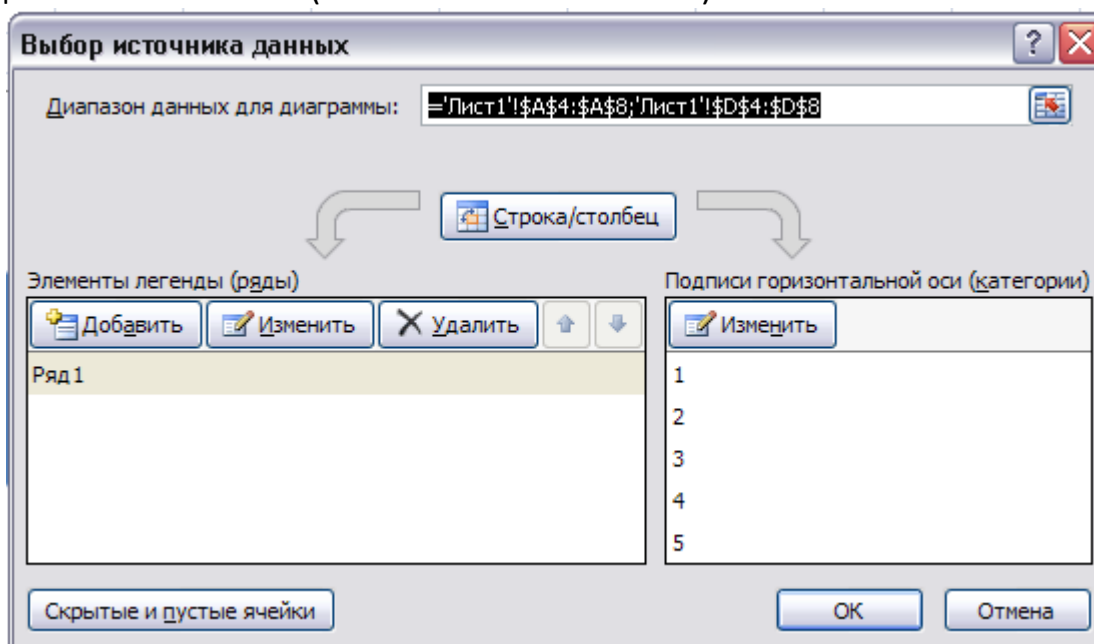 Выбор источника данных
Диапазон данных для диаграммы: ='Лист1'!$A$4:$A$8;'Лист1'!$D$4:$D$8
Строка/столбец
Элементы легенды (ряды)
Добавить Изменить Удалить
Ряд1
Подписи горизонтальной оси (категории)
Изменить
1
2
3
4
5
Скрытые и пустые ячейки
ОК Отмена